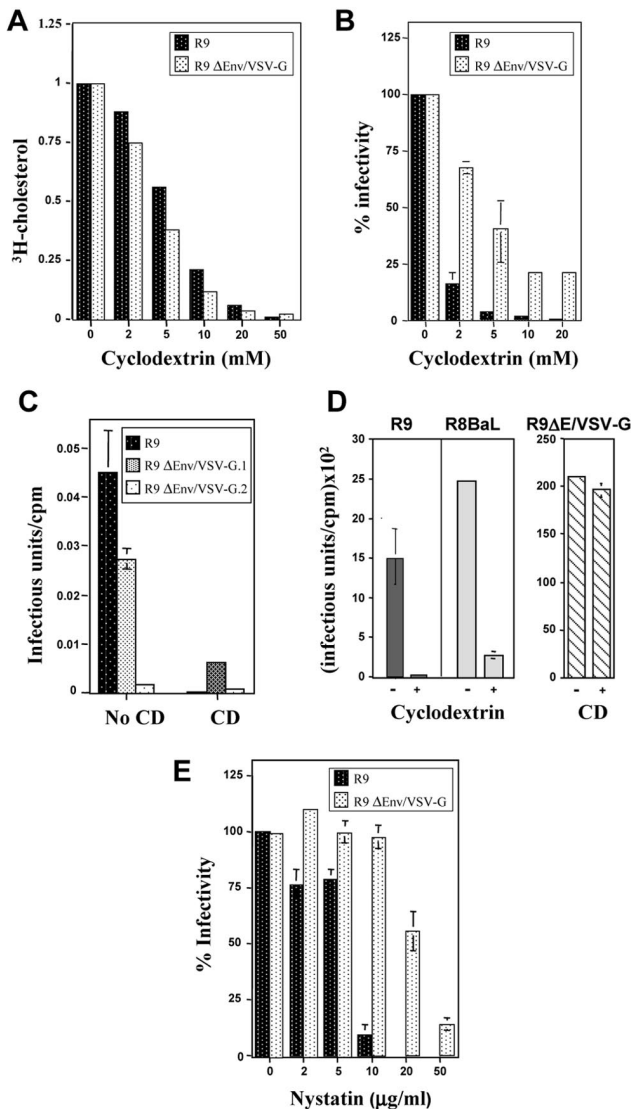 A
R9
R9 ΔEnv/VSV-G
1.25
1
0.75
0.5
0.25
0
³H-cholesterol
0 2 5 10 20 50
Cyclodextrin (mM)
B
R9
R9 ΔEnv/VSV-G
125
100
75
50
25
0
% infectivity
0 2 5 10 20
Cyclodextrin (mM)
C
R9
R9 ΔEnv/VSV-G.1
R9 ΔEnv/VSV-G.2
0.05
0.04
0.03
0.02
0.01
0
Infectious units/cpm
No CD CD
D
R9 R8BaL R9ΔE/VSV-G
30
25
20
15
10
5
0
(infectious units/cpm)x10²
- + - +
Cyclodextrin
250
200
150
100
50
0
- +
CD
E
R9
R9 ΔEnv/VSV-G
125
100
75
50
25
0
% Infectivity
0 2 5 10 20 50
Nystatin (μg/ml)